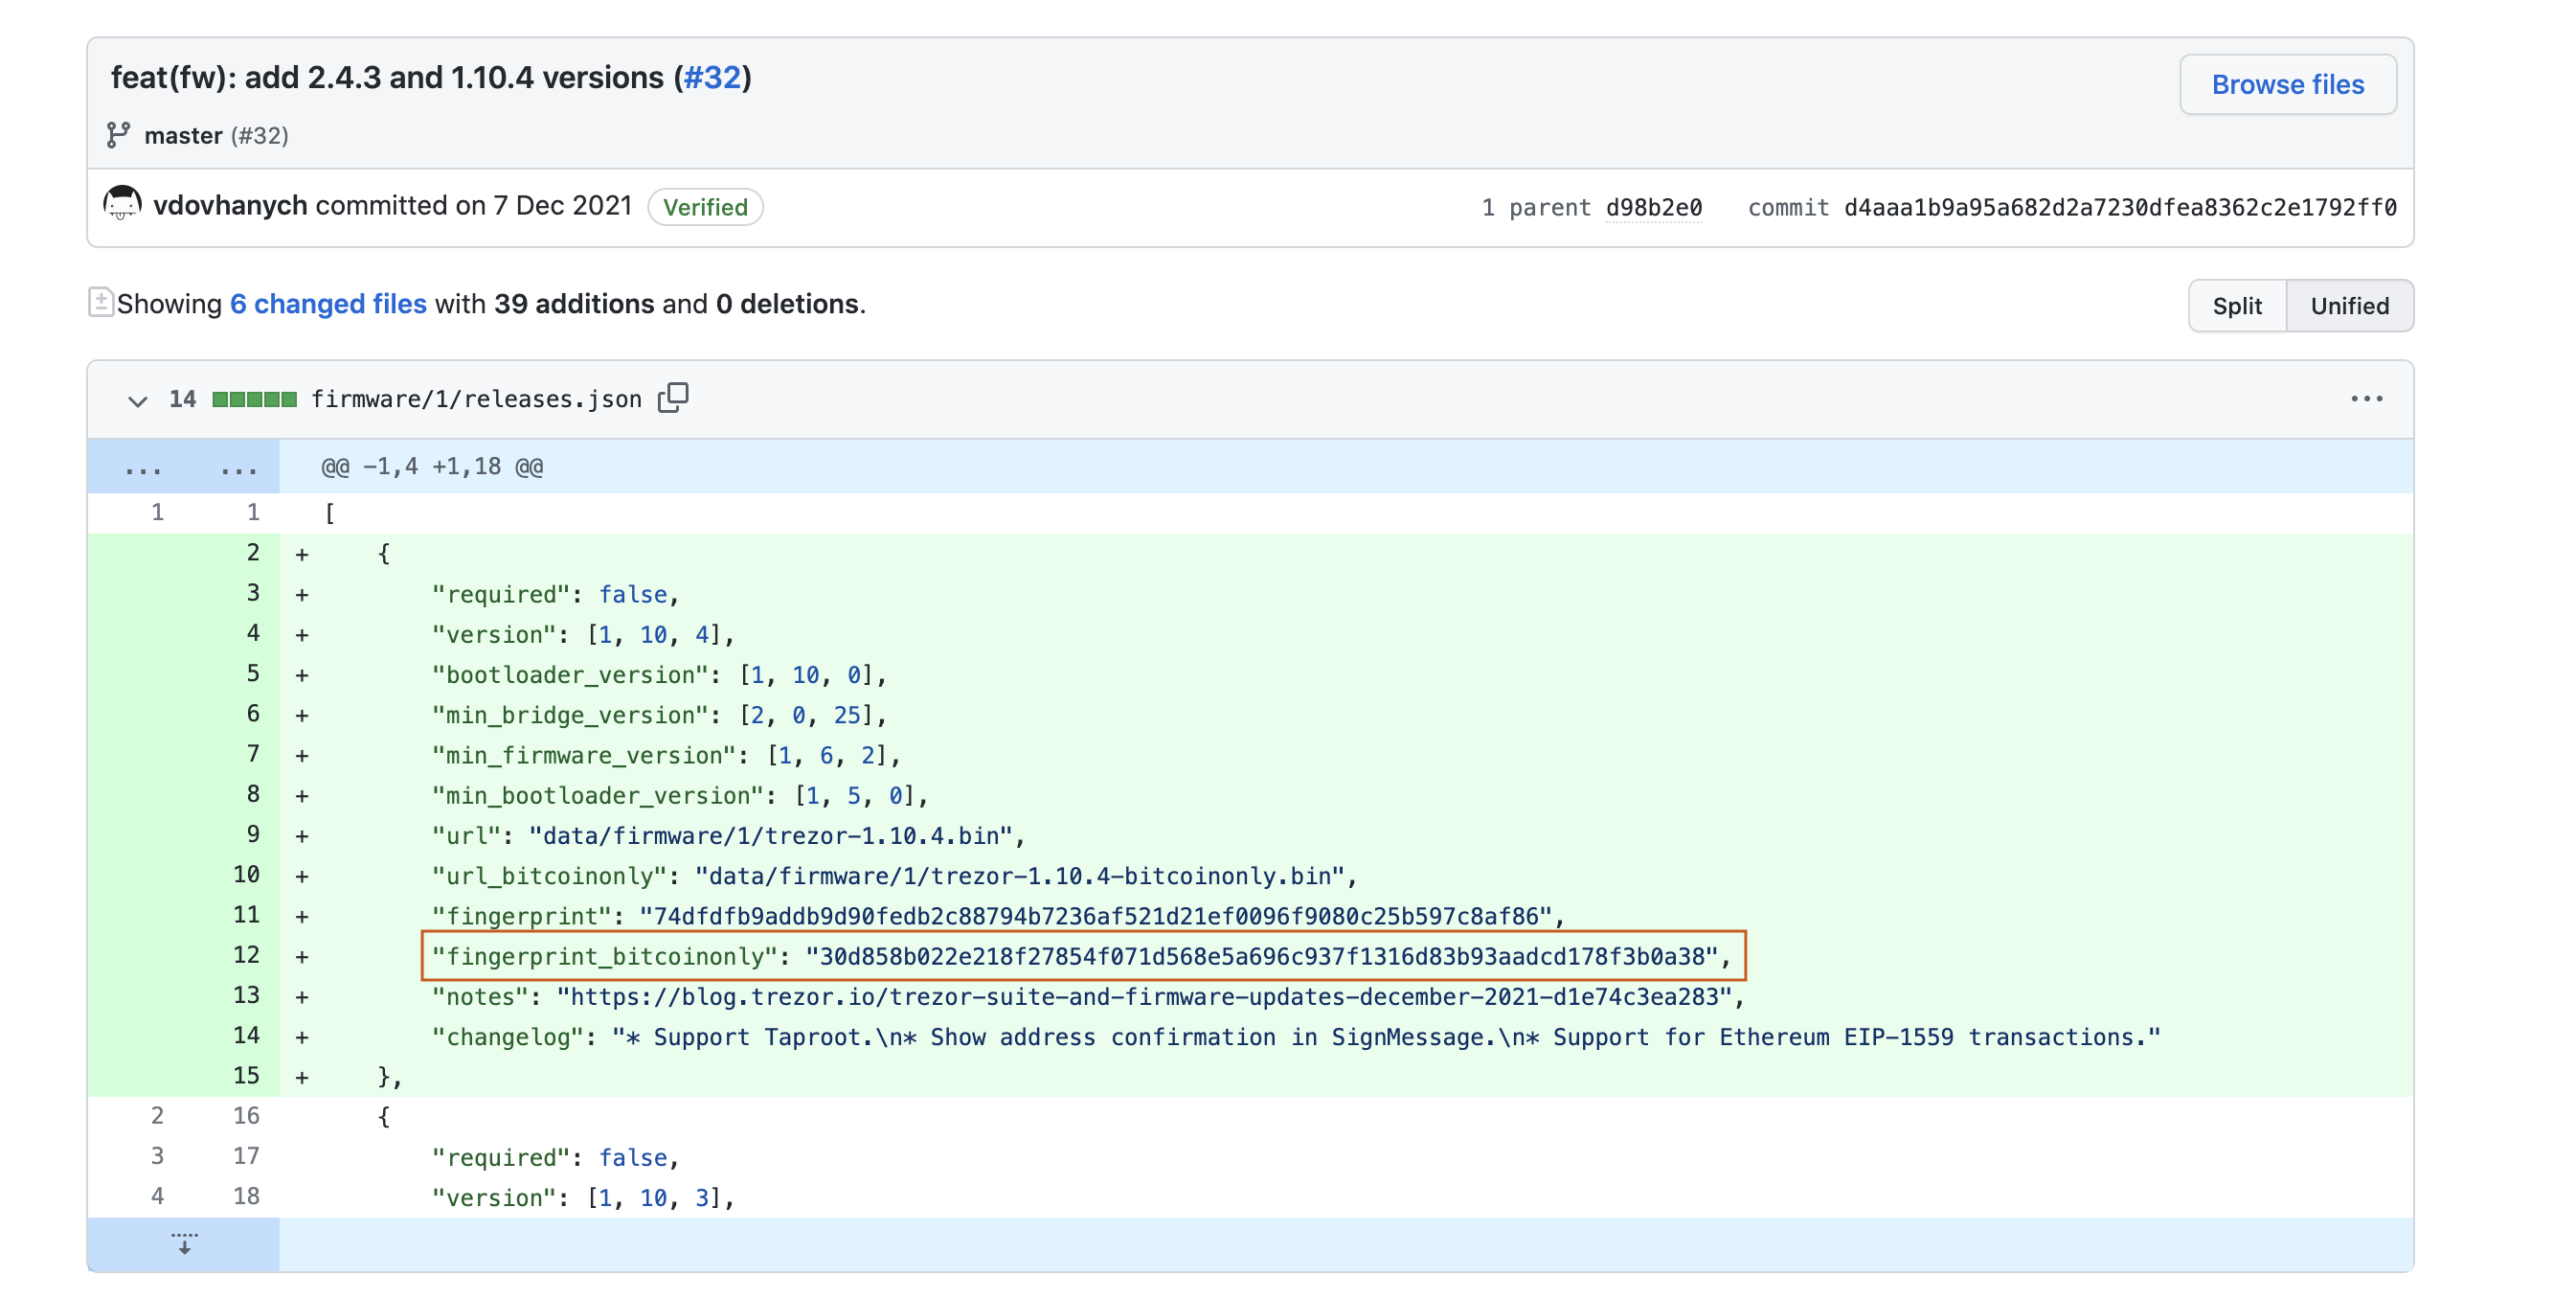 feat(fw): add 2.4.3 and 1.10.4 versions (#32)
Browse files
master (#32)
vdovhanych committed on 7 Dec 2021 Verified 1 parent d98b2e0 commit d4aaa1b9a95a682d2a7230dfea8362c2e1792ff0
Showing 6 changed files with 39 additions and 0 deletions.
Split Unified
14 firmware/1/releases.json
... ... @@ -1,4 +1,18 @@
1 1 [
2 + {
3 + "required": false,
4 + "version": [1, 10, 4],
5 + "bootloader_version": [1, 10, 0],
6 + "min_bridge_version": [2, 0, 25],
7 + "min_firmware_version": [1, 6, 2],
8 + "min_bootloader_version": [1, 5, 0],
9 + "url": "data/firmware/1/trezor-1.10.4.bin",
10 + "url_bitcoinonly": "data/firmware/1/trezor-1.10.4-bitcoinonly.bin",
11 + "fingerprint": "74dfdfb9addb9d90fedb2c88794b7236af521d21ef0096f9080c25b597c8af86",
12 + "fingerprint_bitcoinonly": "30d858b022e218f27854f071d568e5a696c937f1316d83b93aadcd178f3b0a38",
13 + "notes": "https://blog.trezor.io/trezor-suite-and-firmware-updates-december-2021-d1e74c3ea283",
14 + "changelog": "* Support Taproot.\n* Show address confirmation in SignMessage.\n* Support for Ethereum EIP-1559 transactions."
15 + },
2 16 {
3 17 "required": false,
4 18 "version": [1, 10, 3],